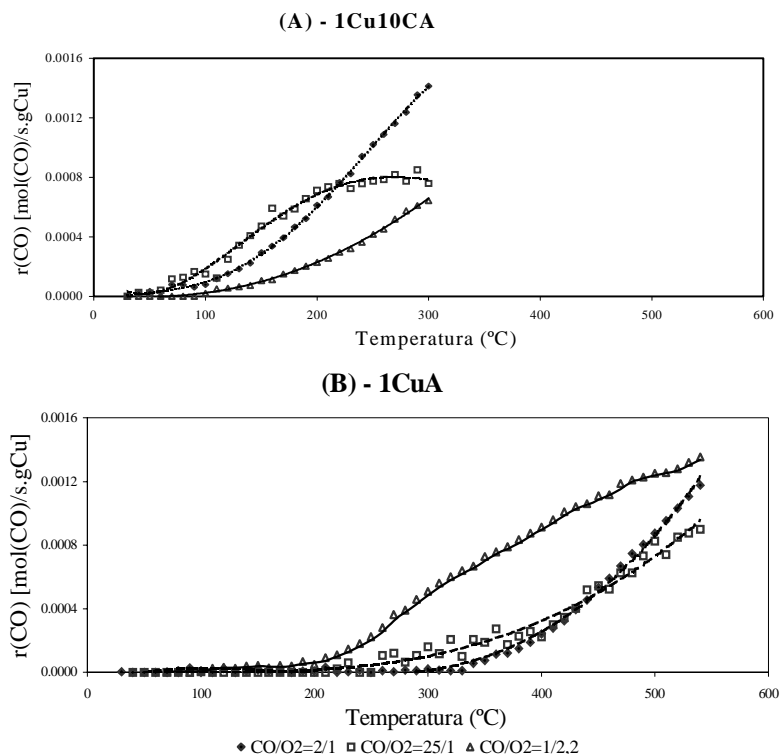 (A) - 1Cu10CA
0.0016
0.0012
0.0008
0.0004
0.0000
r(CO) [mol(CO)/s.gCu]
0 100 200 300 400 500 600
Temperatura (ºC)
(B) - 1CuA
0.0016
0.0012
0.0008
0.0004
0.0000
r(CO) [mol(CO)/s.gCu]
0 100 200 300 400 500 600
Temperatura (ºC)
CO/O2=2/1 CO/O2=25/1 CO/O2=1/2,2